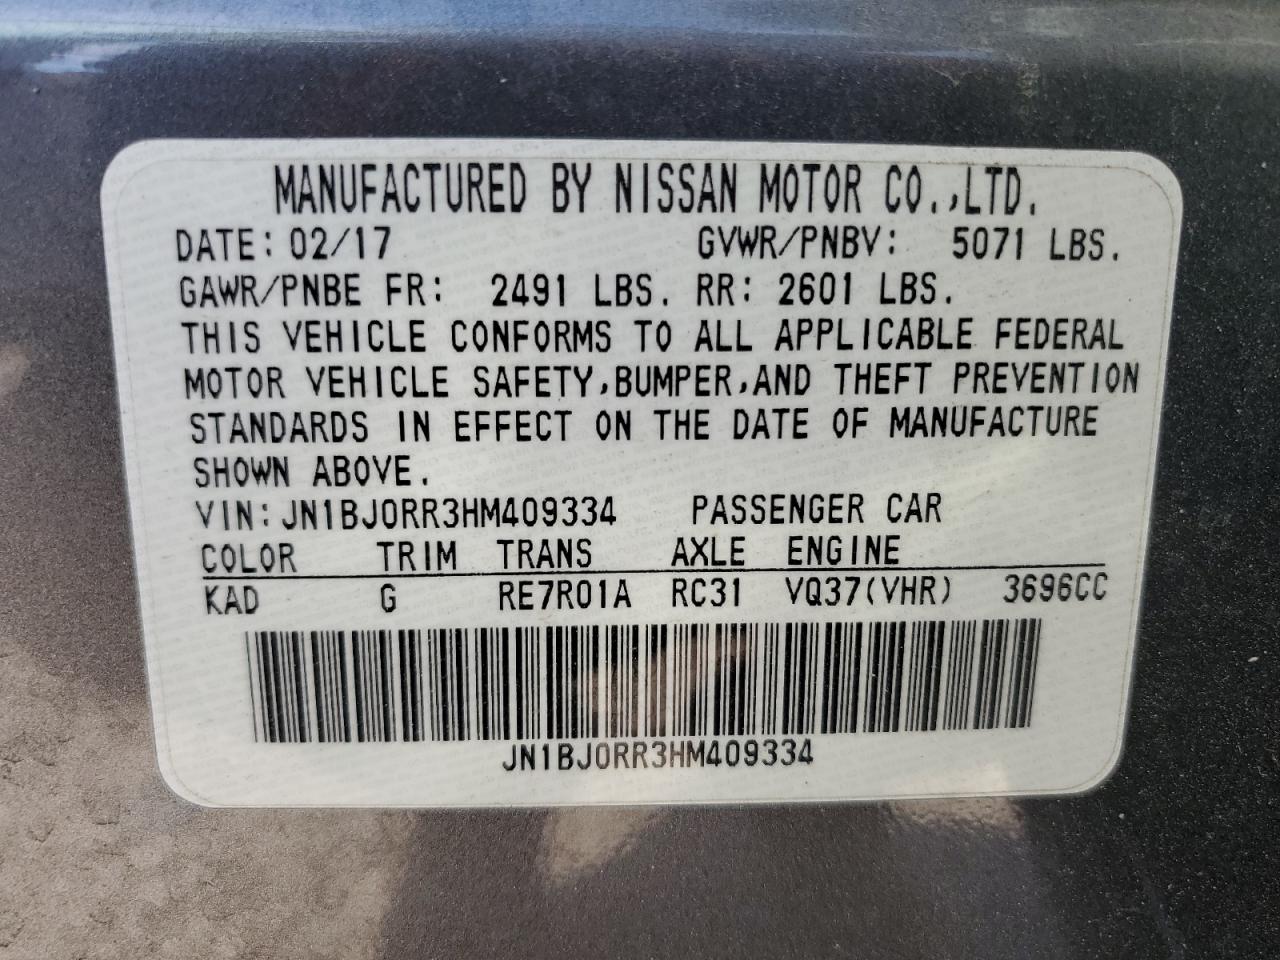 MANUFACTURED BY NISSAN MOTOR CO.,LTD.
DATE: 02/17 GVWR/PNBV: 5071 LBS.
GAWR/PNBE FR: 2491 LBS. RR: 2601 LBS.
THIS VEHICLE CONFORMS TO ALL APPLICABLE FEDERAL
MOTOR VEHICLE SAFETY,BUMPER,AND THEFT PREVENTION
STANDARDS IN EFFECT ON THE DATE OF MANUFACTURE
SHOWN ABOVE.
VIN: JN1BJ0RR3HM409334 PASSENGER CAR
COLOR TRIM TRANS AXLE ENGINE
KAD G RE7R01A RC31 VQ37(VHR) 3696CC
JN1BJ0RR3HM409334